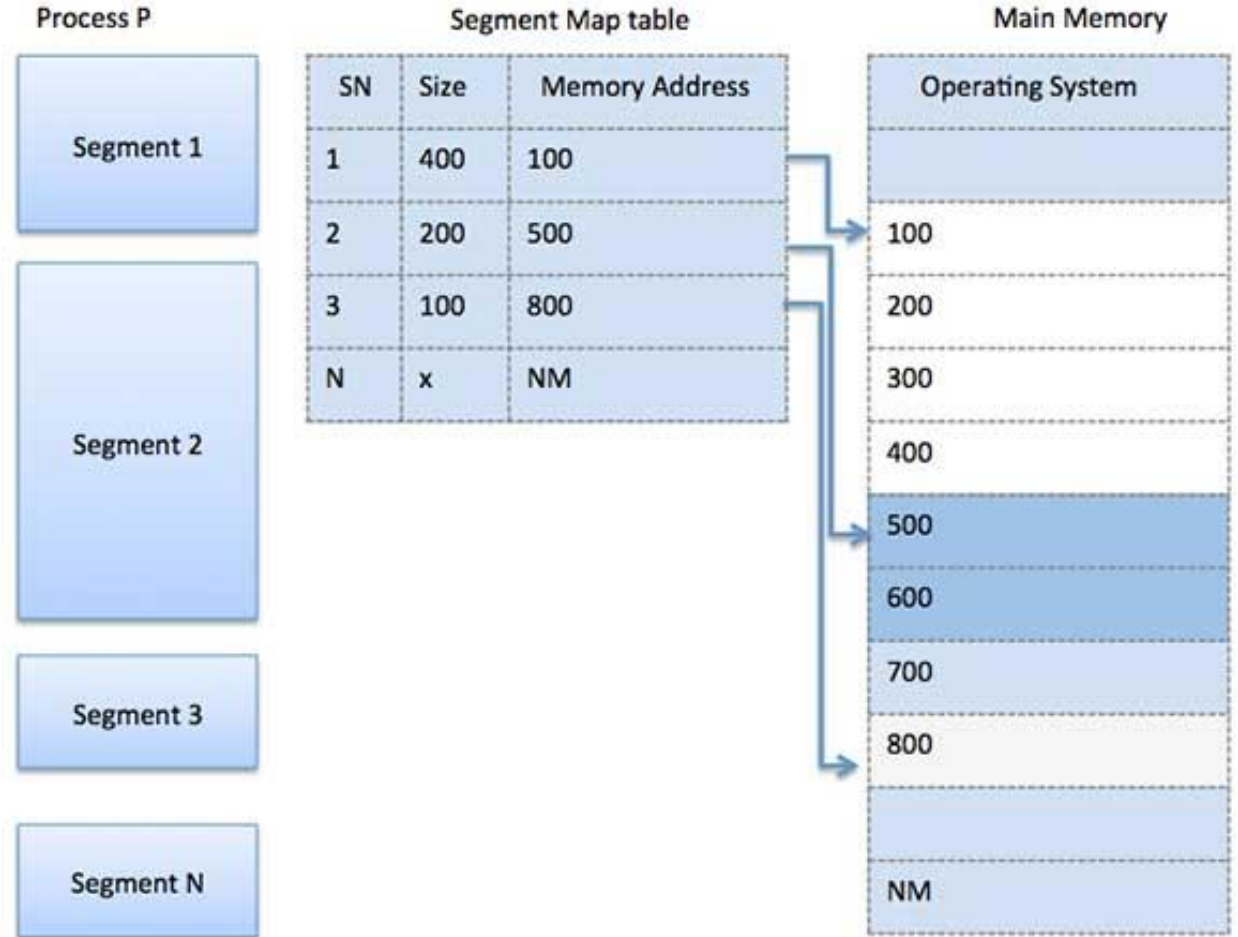 Process P
Segment 1
Segment 2
Segment 3
Segment N
Segment Map table
SN Size Memory Address
1 400 100
2 200 500
3 100 800
N x NM
Main Memory
Operating System
100
200
300
400
500
600
700
800
NM